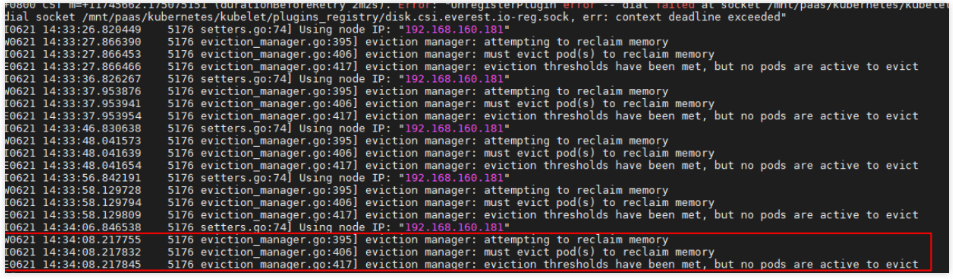 +0800 CST m=+11745662.175075151 (durationBeforeRetry 2m2s). Error: "UnregisterPlugin error -- dial failed at socket /mnt/paas/kubernetes/kubelet
dial socket /mnt/paas/kubernetes/kubelet/plugins_registry/disk.csi.everest.io-reg.sock, err: context deadline exceeded"
I0621 14:33:26.820449 5176 setters.go:74] Using node IP: "192.168.160.181"
W0621 14:33:27.866390 5176 eviction_manager.go:395] eviction manager: attempting to reclaim memory
I0621 14:33:27.866453 5176 eviction_manager.go:406] eviction manager: must evict pod(s) to reclaim memory
E0621 14:33:27.866466 5176 eviction_manager.go:417] eviction manager: eviction thresholds have been met, but no pods are active to evict
I0621 14:33:36.826267 5176 setters.go:74] Using node IP: "192.168.160.181"
W0621 14:33:37.953876 5176 eviction_manager.go:395] eviction manager: attempting to reclaim memory
I0621 14:33:37.953941 5176 eviction_manager.go:406] eviction manager: must evict pod(s) to reclaim memory
E0621 14:33:37.953954 5176 eviction_manager.go:417] eviction manager: eviction thresholds have been met, but no pods are active to evict
I0621 14:33:46.830638 5176 setters.go:74] Using node IP: "192.168.160.181"
W0621 14:33:48.041573 5176 eviction_manager.go:395] eviction manager: attempting to reclaim memory
I0621 14:33:48.041639 5176 eviction_manager.go:406] eviction manager: must evict pod(s) to reclaim memory
E0621 14:33:48.041654 5176 eviction_manager.go:417] eviction manager: eviction thresholds have been met, but no pods are active to evict
I0621 14:33:56.842191 5176 setters.go:74] Using node IP: "192.168.160.181"
W0621 14:33:58.129728 5176 eviction_manager.go:395] eviction manager: attempting to reclaim memory
I0621 14:33:58.129794 5176 eviction_manager.go:406] eviction manager: must evict pod(s) to reclaim memory
E0621 14:33:58.129809 5176 eviction_manager.go:417] eviction manager: eviction thresholds have been met, but no pods are active to evict
I0621 14:34:06.846538 5176 setters.go:74] Using node IP: "192.168.160.181"
W0621 14:34:08.217755 5176 eviction_manager.go:395] eviction manager: attempting to reclaim memory
I0621 14:34:08.217832 5176 eviction_manager.go:406] eviction manager: must evict pod(s) to reclaim memory
E0621 14:34:08.217845 5176 eviction_manager.go:417] eviction manager: eviction thresholds have been met, but no pods are active to evict